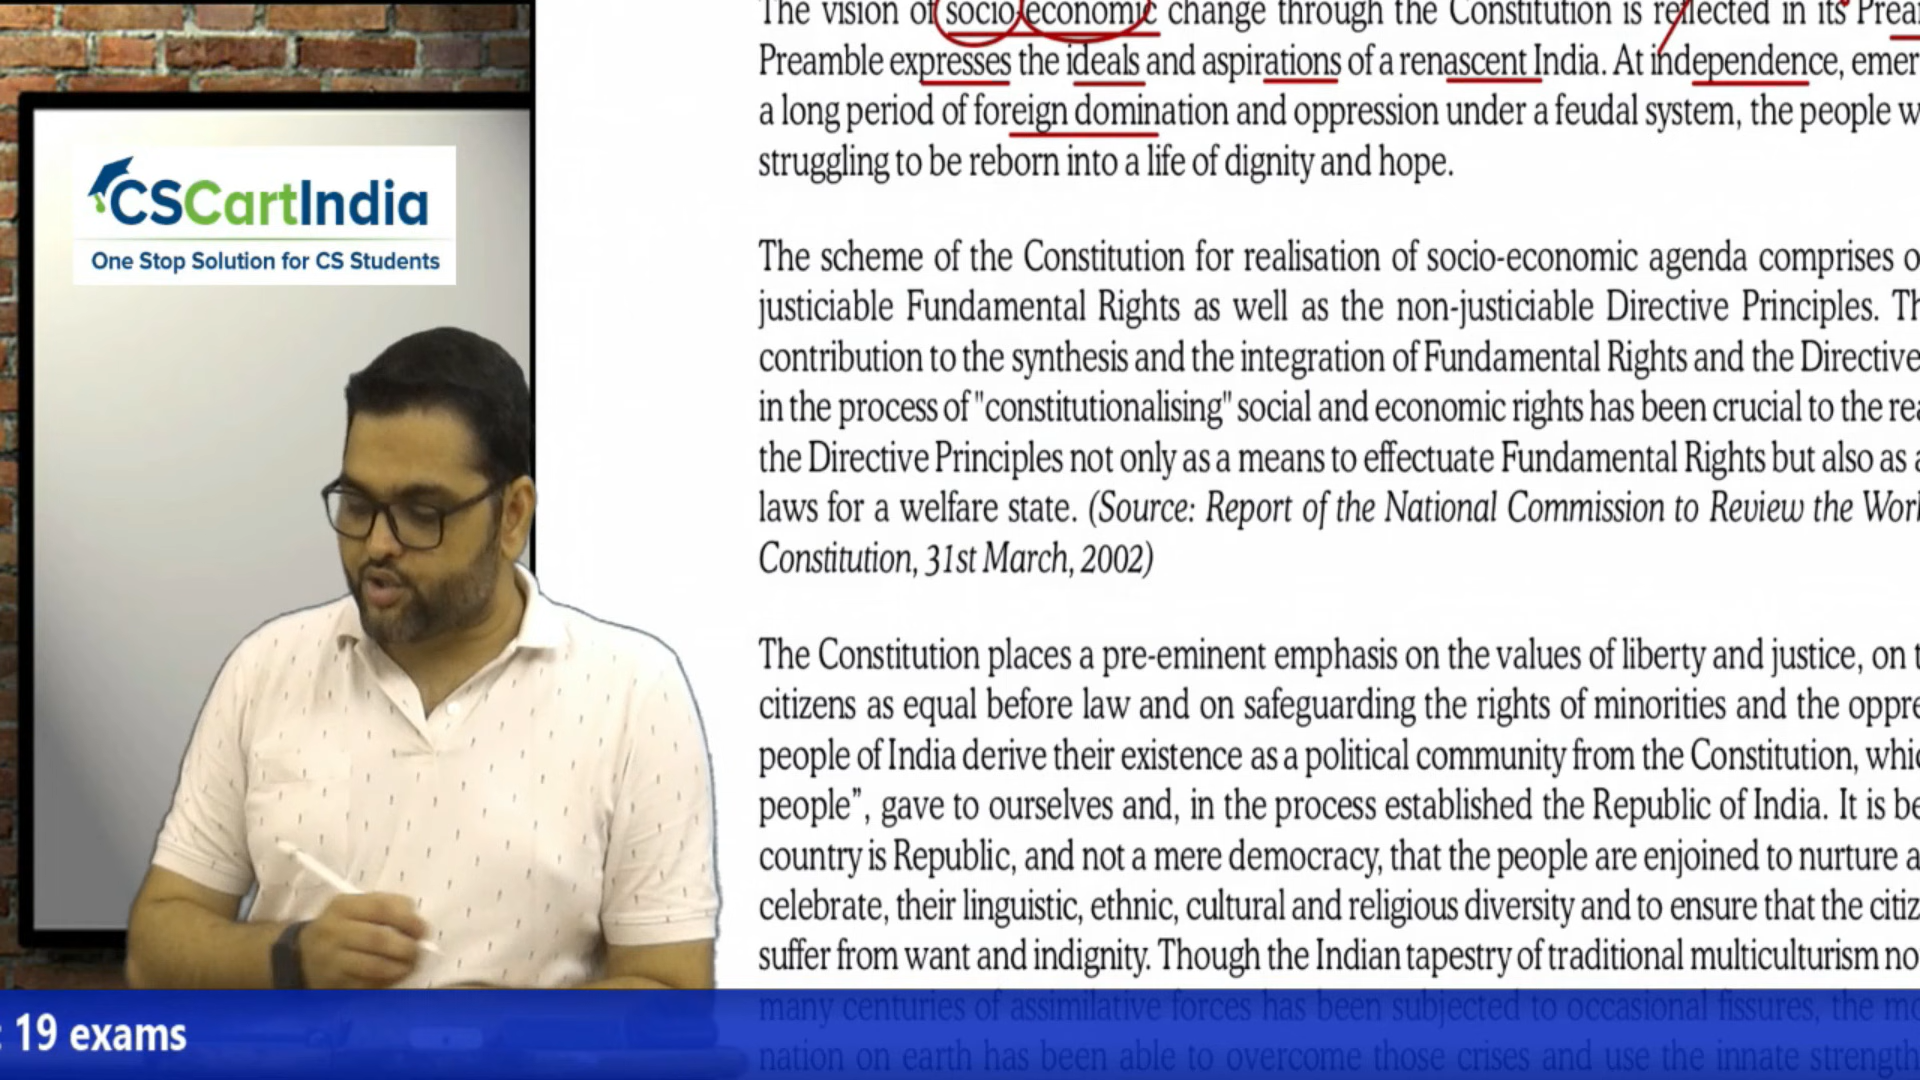 CSCartIndia
One Stop Solution for CS Students
The vision of socio-economic change through the Constitution is reflected in its
Preamble expresses the ideals and aspirations of a renascent India. At independence,
a long period of foreign domination and oppression under a feudal system, the people
struggling to be reborn into a life of dignity and hope.
The scheme of the Constitution for realisation of socio-economic agenda comprises
justiciable Fundamental Rights as well as the non-justiciable Directive Principles.
contribution to the synthesis and the integration of Fundamental Rights and the Directive
in the process of "constitutionalising" social and economic rights has been crucial to the
the Directive Principles not only as a means to effectuate Fundamental Rights but also as
laws for a welfare state. (Source: Report of the National Commission to Review the
Constitution, 31st March, 2002)
The Constitution places a pre-eminent emphasis on the values of liberty and justice, on
citizens as equal before law and on safeguarding the rights of minorities and the
people of India derive their existence as a political community from the Constitution,
people”, gave to ourselves and, in the process established the Republic of India. It is
country is Republic, and not a mere democracy, that the people are enjoined to nurture
celebrate, their linguistic, ethnic, cultural and religious diversity and to ensure that the
suffer from want and indignity. Though the Indian tapestry of traditional multiculturism
many centuries of assimilative forces has been subjected to occasional fissures, the
nation on earth has been able to overcome those crises and use the innate strength
19 exams